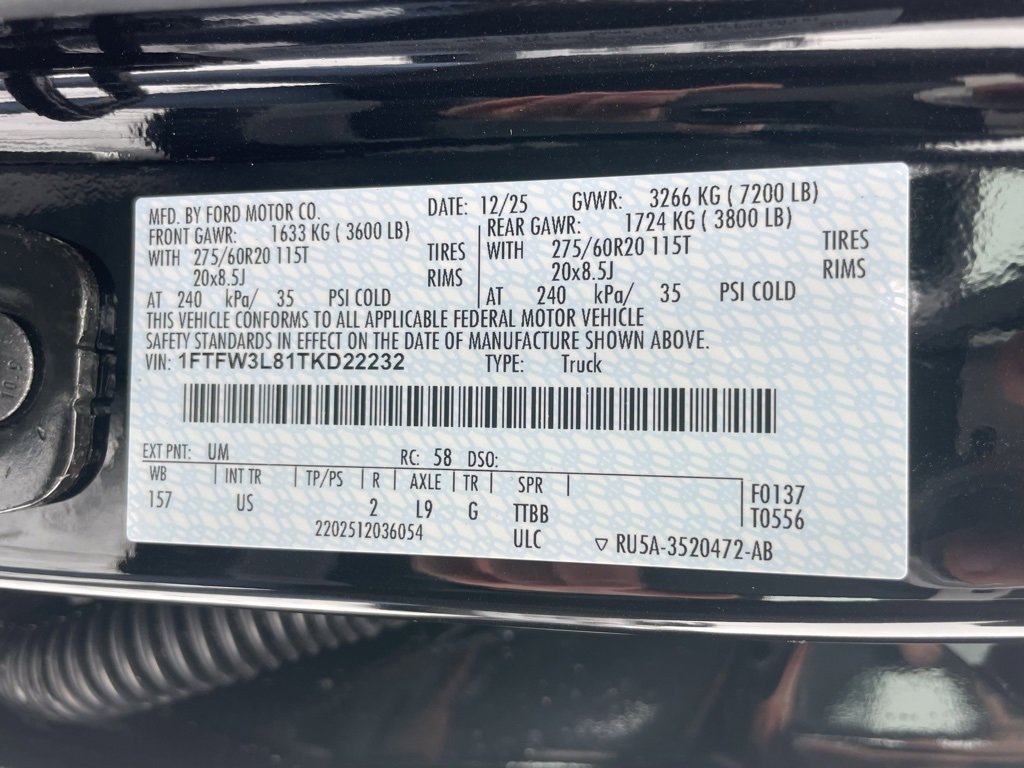 MFD. BY FORD MOTOR CO. DATE: 12/25 GVWR: 3266 KG ( 7200 LB)
FRONT GAWR: 1633 KG ( 3600 LB) REAR GAWR: 1724 KG ( 3800 LB)
WITH 275/60R20 115T TIRES WITH 275/60R20 115T TIRES
20x8.5J RIMS 20x8.5J RIMS
AT 240 kPa/ 35 PSI COLD AT 240 kPa/ 35 PSI COLD
THIS VEHICLE CONFORMS TO ALL APPLICABLE FEDERAL MOTOR VEHICLE
SAFETY STANDARDS IN EFFECT ON THE DATE OF MANUFACTURE SHOWN ABOVE.
VIN: 1FTFW3L81TKD22232 TYPE: Truck
EXT PNT: UM RC: 58 DSO:
WB INT TR TP/PS R AXLE TR SPR F0137
157 US 2 L9 G TTBB T0556
2202512036054 ULC ▽ RU5A-3520472-AB
10.9